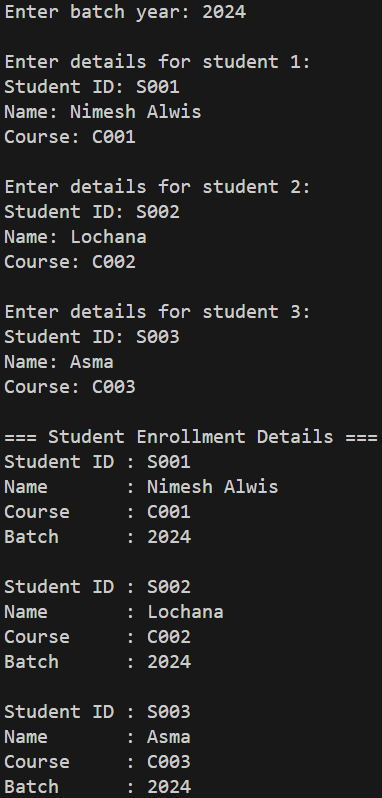 Enter batch year: 2024
Enter details for student 1:
Student ID: S001
Name: Nimesh Alwis
Course: C001
Enter details for student 2:
Student ID: S002
Name: Lochana
Course: C002
Enter details for student 3:
Student ID: S003
Name: Asma
Course: C003
=== Student Enrollment Details ===
Student ID : S001
Name       : Nimesh Alwis
Course     : C001
Batch      : 2024
Student ID : S002
Name       : Lochana
Course     : C002
Batch      : 2024
Student ID : S003
Name       : Asma
Course     : C003
Batch      : 2024